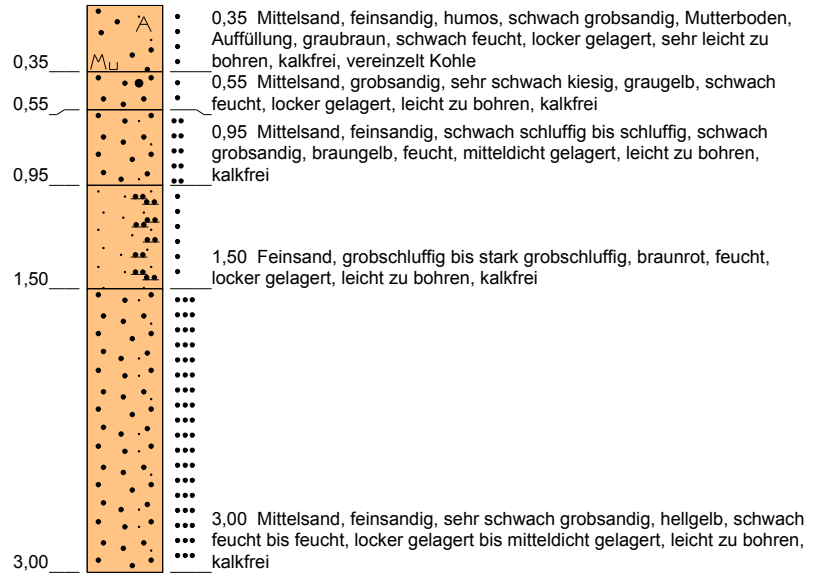 A
Mu
0,35
0,35 Mittelsand, feinsandig, humos, schwach grobsandig, Mutterboden,
Auffüllung, graubraun, schwach feucht, locker gelagert, sehr leicht zu
bohren, kalkfrei, vereinzelt Kohle
0,55
0,55 Mittelsand, grobsandig, sehr schwach kiesig, graugelb, schwach
feucht, locker gelagert, leicht zu bohren, kalkfrei
0,95
0,95 Mittelsand, feinsandig, schwach schluffig bis schluffig, schwach
grobsandig, braungelb, feucht, mitteldicht gelagert, leicht zu bohren,
kalkfrei
1,50
1,50 Feinsand, grobschluffig bis stark grobschluffig, braunrot, feucht,
locker gelagert, leicht zu bohren, kalkfrei
3,00
3,00 Mittelsand, feinsandig, sehr schwach grobsandig, hellgelb, schwach
feucht bis feucht, locker gelagert bis mitteldicht gelagert, leicht zu bohren,
kalkfrei